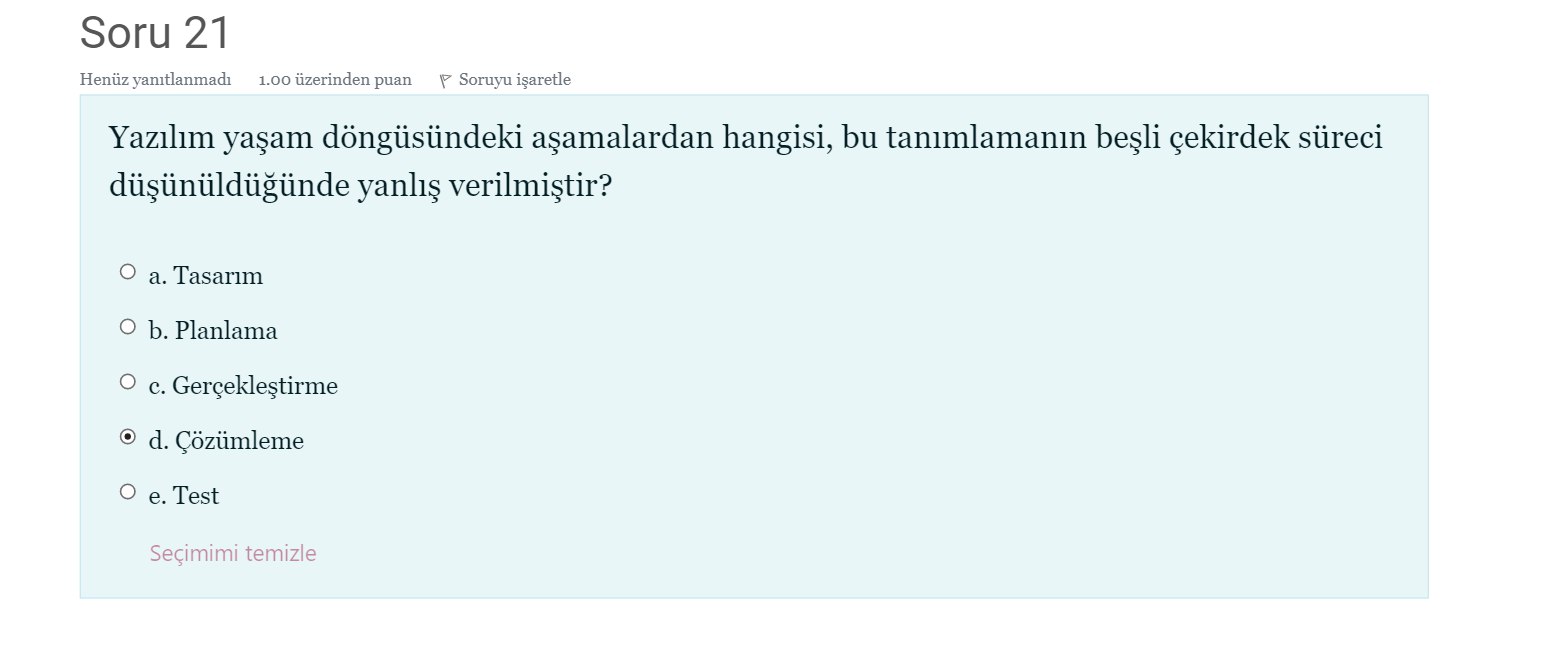 Soru 21
Henüz yanıtlanmadı 1.00 üzerinden puan Soruyu işaretle
Yazılım yaşam döngüsündeki aşamalardan hangisi, bu tanımlamanın beşli çekirdek süreci
düşünüldüğünde yanlış verilmiştir?
a. Tasarım
b. Planlama
c. Gerçekleştirme
d. Çözümleme
e. Test
Seçimimi temizle